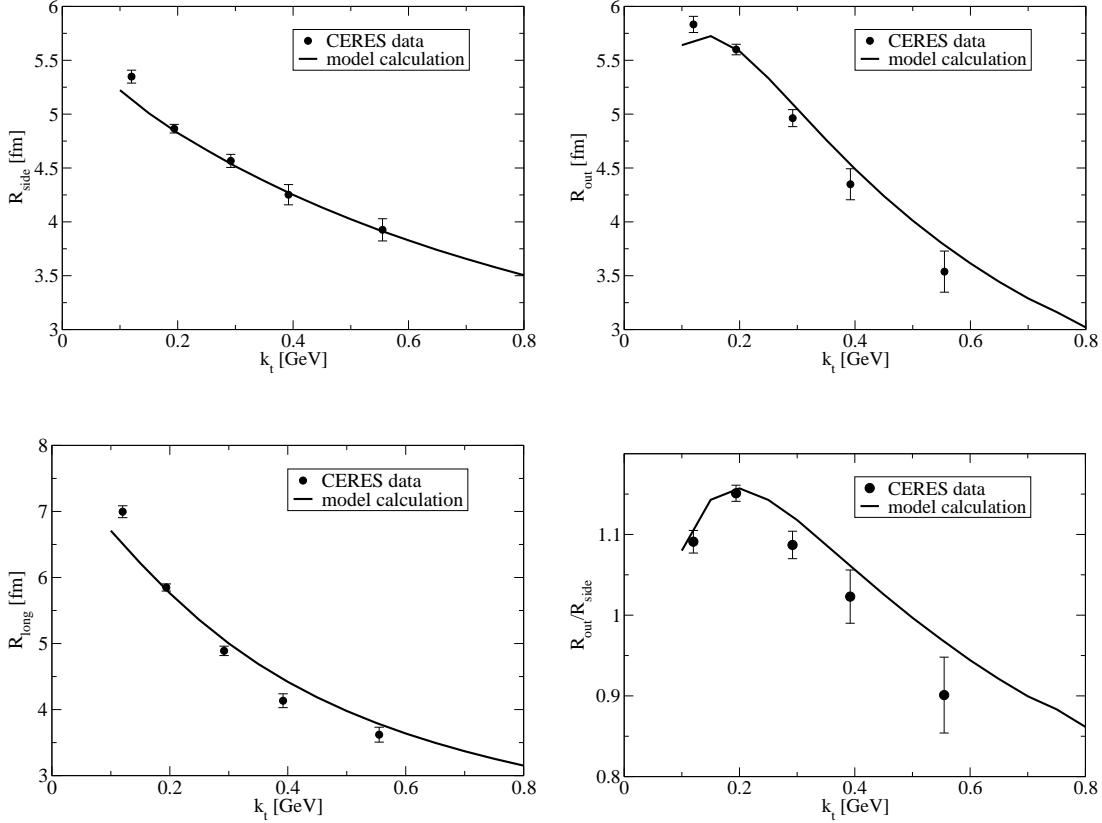 CERES data
model calculation
R_side [fm]
6
5.5
5
4.5
4
3.5
3
0
0.2
0.4
0.6
0.8
k_t [GeV]
CERES data
model calculation
R_out [fm]
6
5.5
5
4.5
4
3.5
3
0
0.2
0.4
0.6
0.8
k_t [GeV]
CERES data
model calculation
R_long [fm]
8
7
6
5
4
3
0
0.2
0.4
0.6
0.8
k_t [GeV]
CERES data
model calculation
R_out/R_side
1.1
1
0.9
0.8
0
0.2
0.4
0.6
0.8
k_t [GeV]